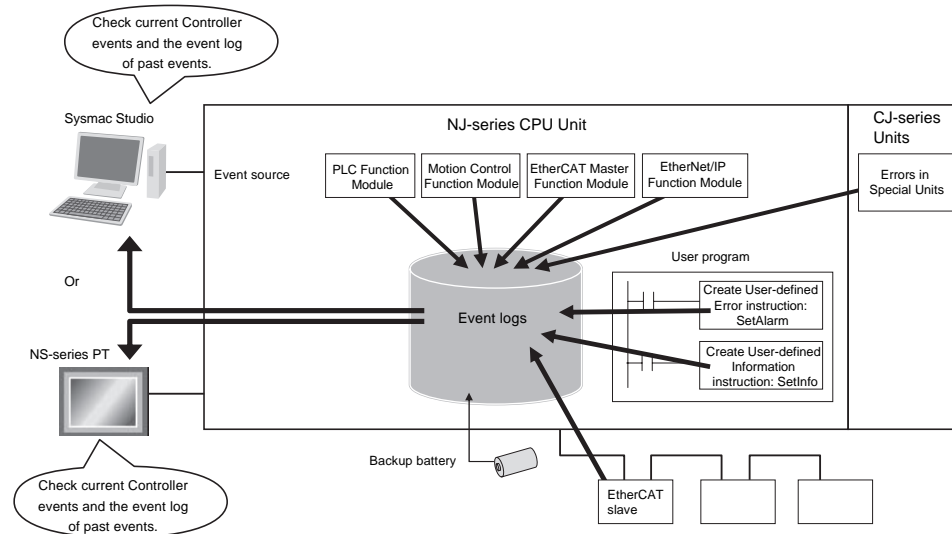 Check current Controller
events and the event log
of past events.
Sysmac Studio
Event source
NJ-series CPU Unit
CJ-series
Units
PLC Function
Module
Motion Control
Function Module
EtherCAT Master
Function Module
EtherNet/IP
Function Module
Errors in
Special Units
User program
Or
Event logs
Create User-defined
Error instruction:
SetAlarm
Create User-defined
Information
instruction: SetInfo
NS-series PT
Backup battery
Check current Controller
events and the event log
of past events.
EtherCAT
slave